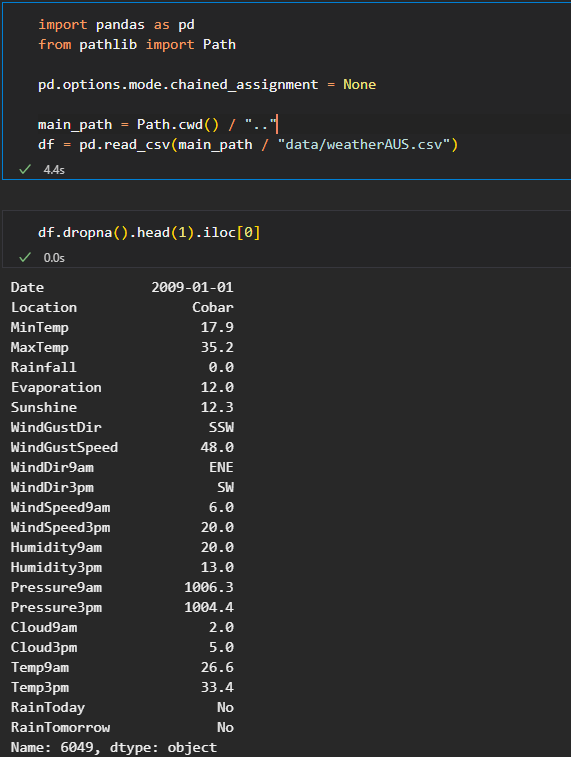 import pandas as pd
from pathlib import Path
pd.options.mode.chained_assignment = None
main_path = Path.cwd() / ".."
df = pd.read_csv(main_path / "data/weatherAUS.csv")
4.4s
df.dropna().head(1).iloc[0]
0.0s
Date 2009-01-01
Location Cobar
MinTemp 17.9
MaxTemp 35.2
Rainfall 0.0
Evaporation 12.0
Sunshine 12.3
WindGustDir SSW
WindGustSpeed 48.0
WindDir9am ENE
WindDir3pm SW
WindSpeed9am 6.0
WindSpeed3pm 20.0
Humidity9am 20.0
Humidity3pm 13.0
Pressure9am 1006.3
Pressure3pm 1004.4
Cloud9am 2.0
Cloud3pm 5.0
Temp9am 26.6
Temp3pm 33.4
RainToday No
RainTomorrow No
Name: 6049, dtype: object